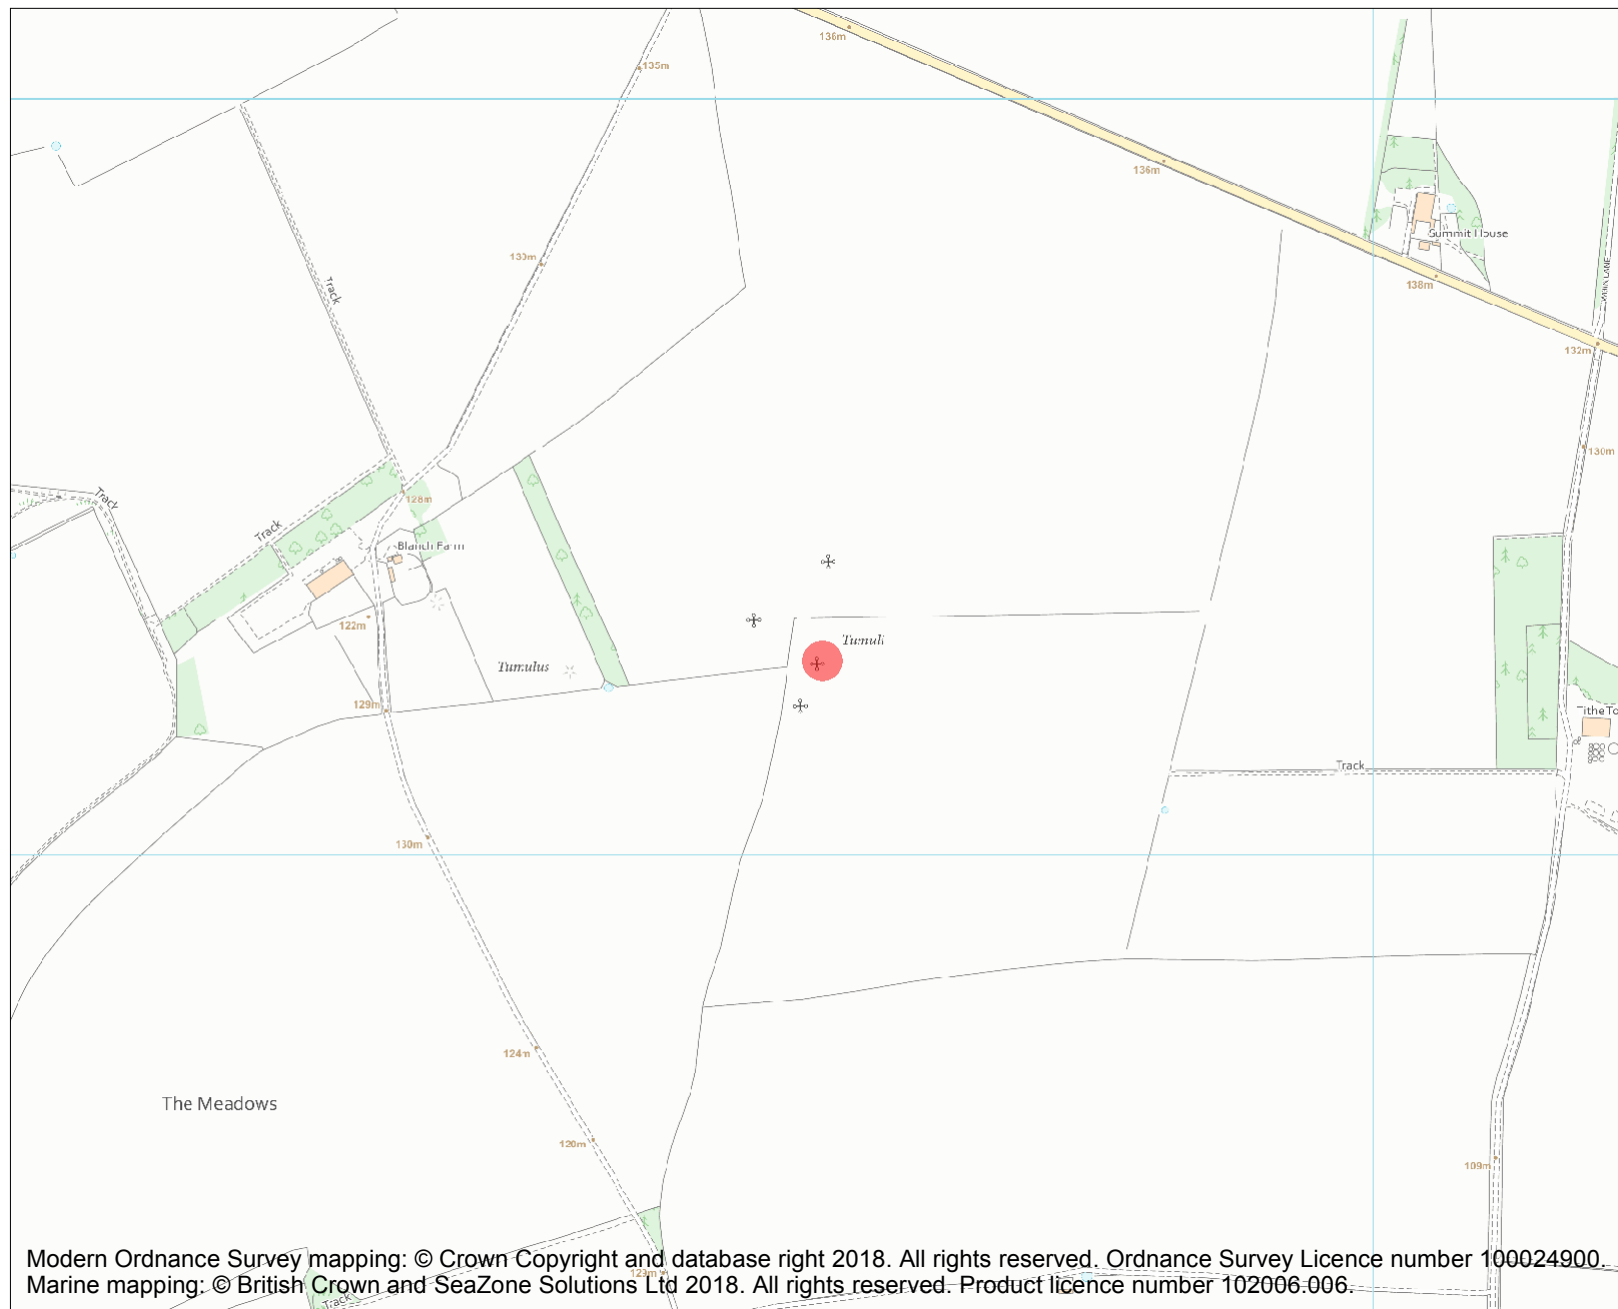 136m
135m
136m
Summit House
130m
Track
138m
132m
130m
Track
128m
Track
Blanch Farm
122m
Tumuli
Tumulus
129m
Track
130m
124m
The Meadows
120m
109m
Modern Ordnance Survey mapping: © Crown Copyright and database right 2018. All rights reserved. Ordnance Survey Licence number 100024900.
Marine mapping: © British Crown and SeaZone Solutions Ltd 2018. All rights reserved. Product licence number 102006.006.
Track